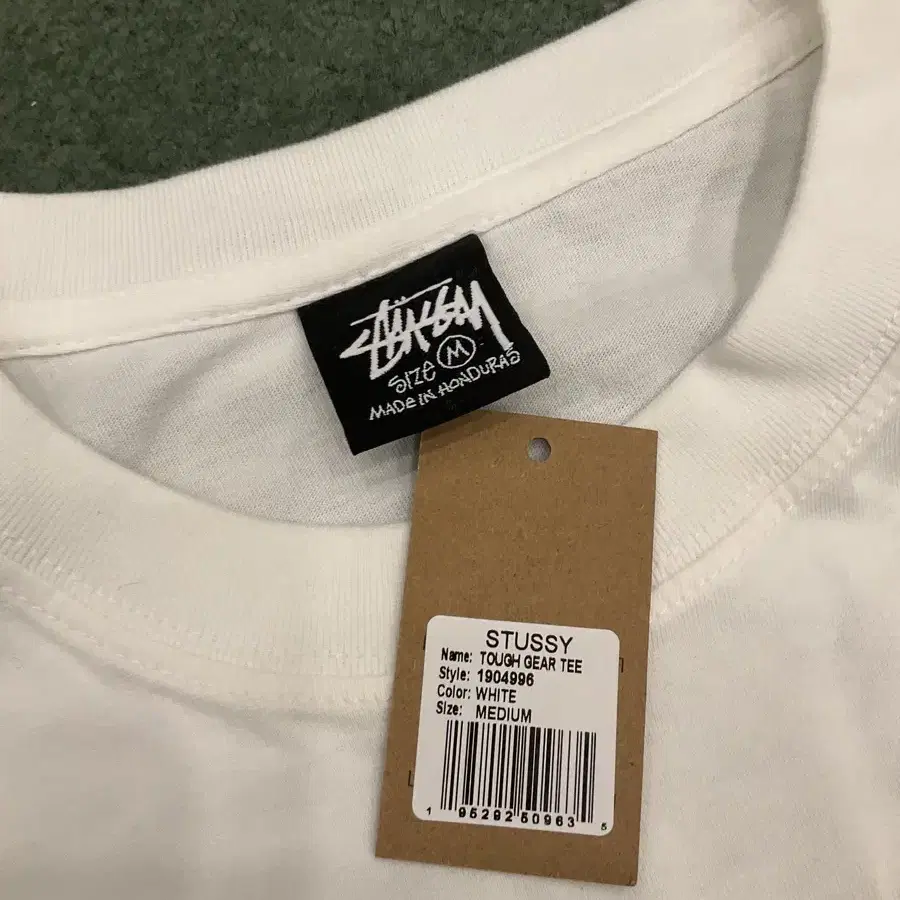 STÜSSY
SIZE M
MADE IN HONDURAS
STUSSY
Name: TOUGH GEAR TEE
Style: 1904996
Color: WHITE
Size: MEDIUM
1 95292 50963 5